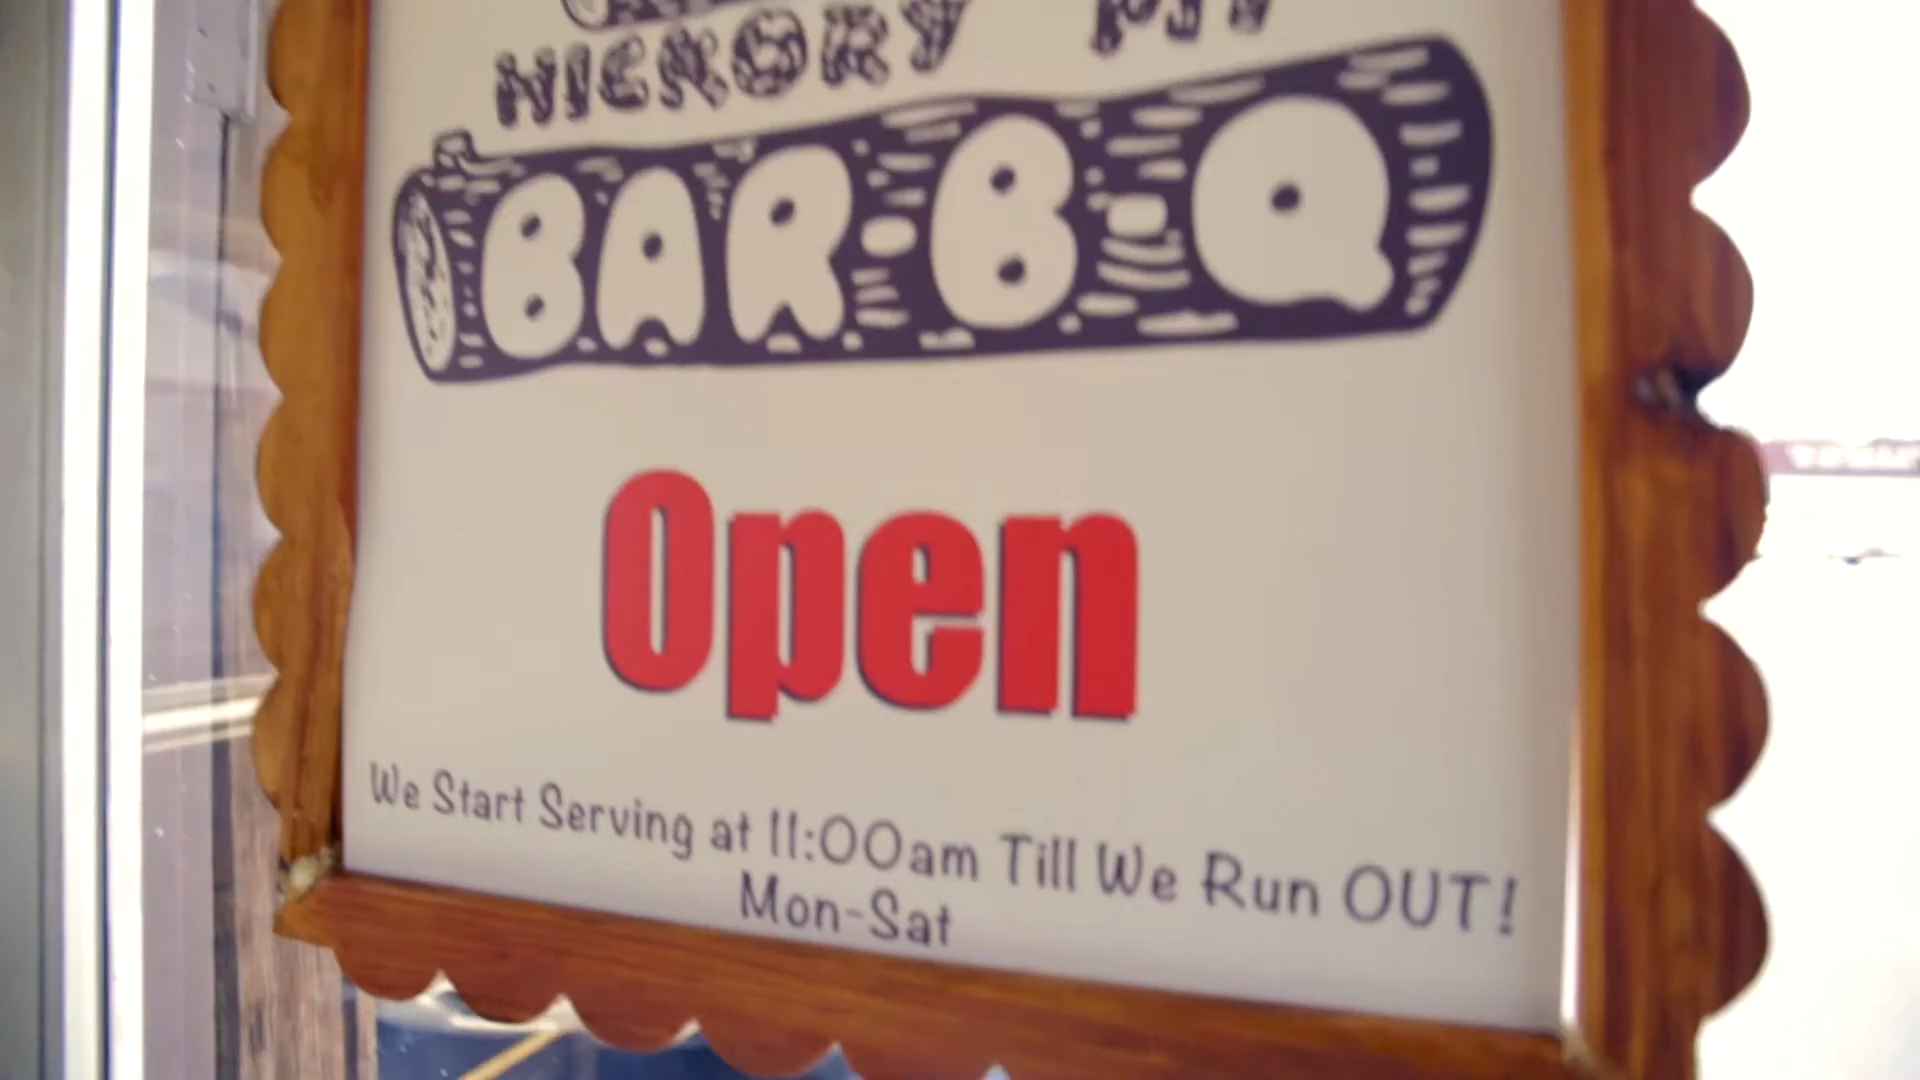 HICKORY PIT
BAR·B·Q
Open
We Start Serving at 11:00am Till We Run OUT!
Mon-Sat